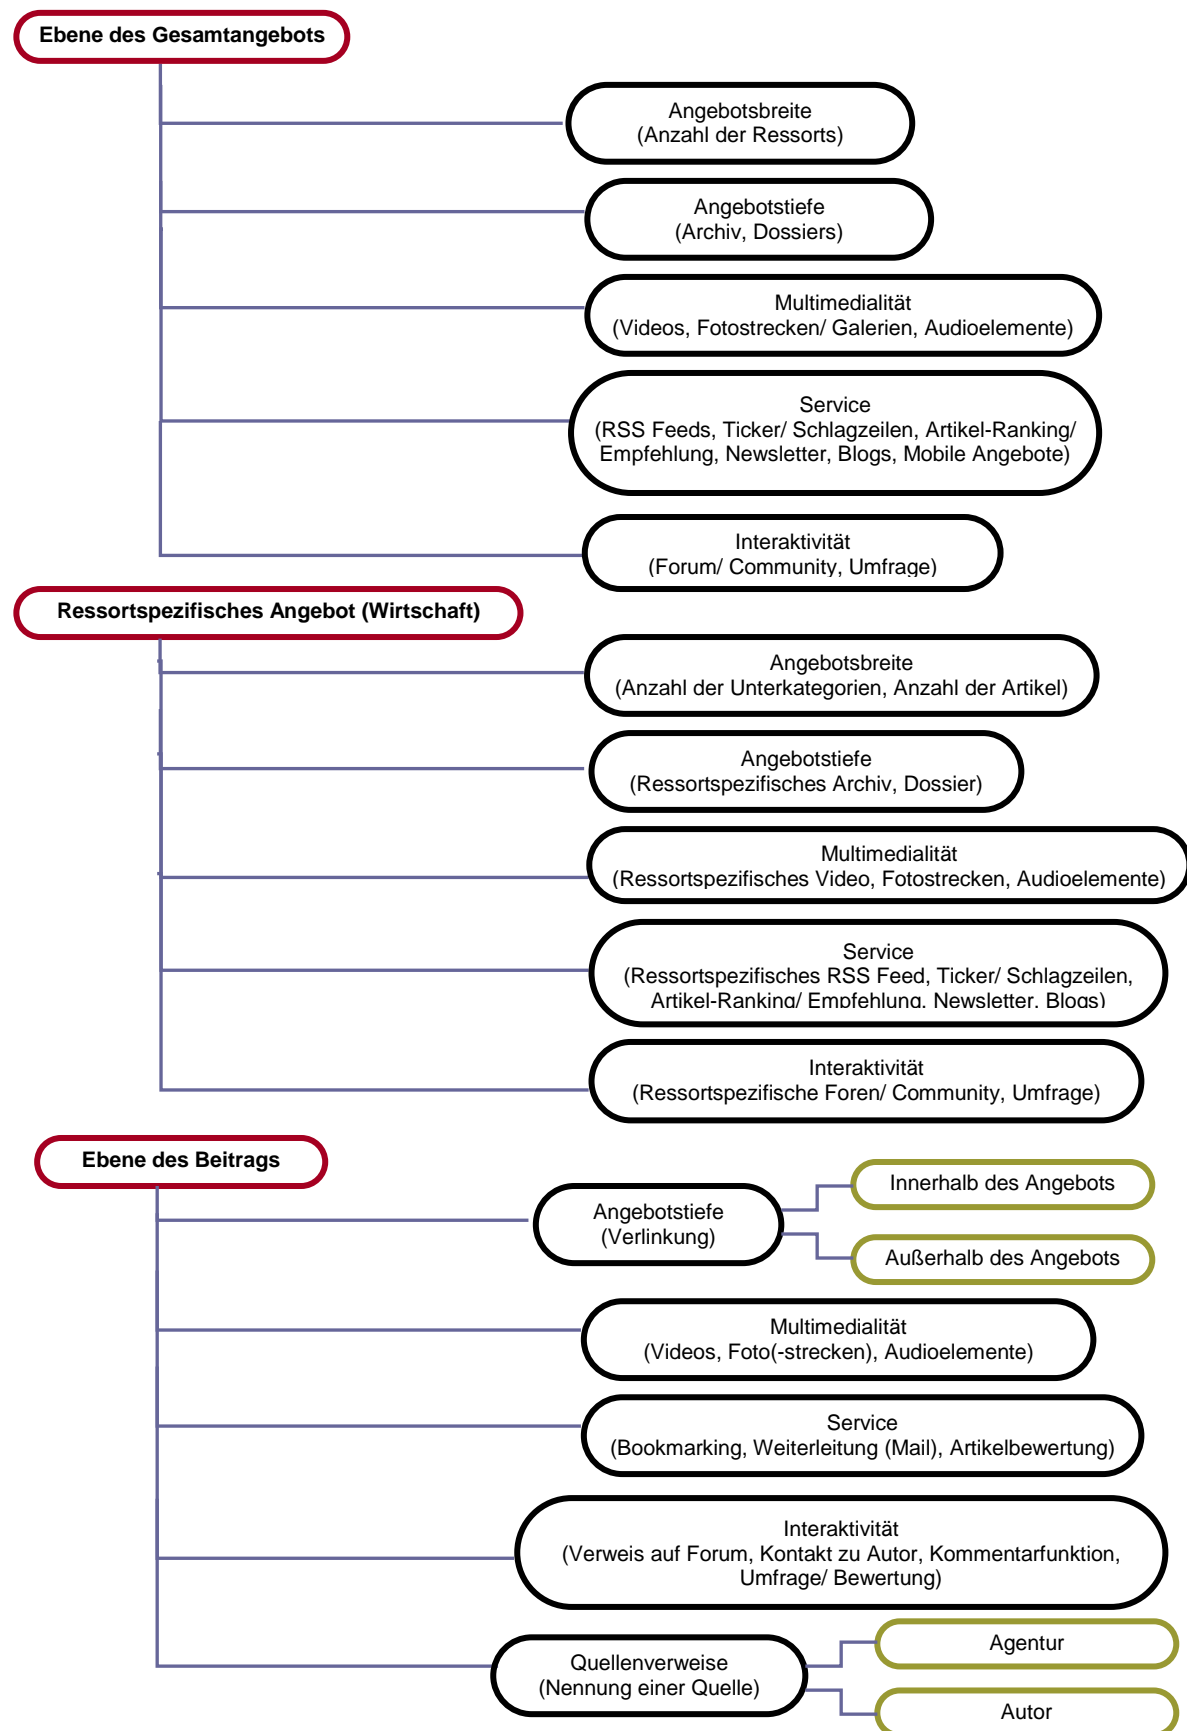 Ebene des Gesamtangebots
Angebotsbreite
(Anzahl der Ressorts)
Angebotstiefe
(Archiv, Dossiers)
Multimedialität
(Videos, Fotostrecken/ Galerien, Audioelemente)
Service
(RSS Feeds, Ticker/ Schlagzeilen, Artikel-Ranking/
Empfehlung, Newsletter, Blogs, Mobile Angebote)
Interaktivität
(Forum/ Community, Umfrage)
Ressortspezifisches Angebot (Wirtschaft)
Angebotsbreite
(Anzahl der Unterkategorien, Anzahl der Artikel)
Angebotstiefe
(Ressortspezifisches Archiv, Dossier)
Multimedialität
(Ressortspezifisches Video, Fotostrecken, Audioelemente)
Service
(Ressortspezifisches RSS Feed, Ticker/ Schlagzeilen,
Artikel-Ranking/ Empfehlung, Newsletter, Blogs)
Interaktivität
(Ressortspezifische Foren/ Community, Umfrage)
Ebene des Beitrags
Angebotstiefe
(Verlinkung)
Innerhalb des Angebots
Außerhalb des Angebots
Multimedialität
(Videos, Foto(-strecken), Audioelemente)
Service
(Bookmarking, Weiterleitung (Mail), Artikelbewertung)
Interaktivität
(Verweis auf Forum, Kontakt zu Autor, Kommentarfunktion,
Umfrage/ Bewertung)
Quellenverweise
(Nennung einer Quelle)
Agentur
Autor